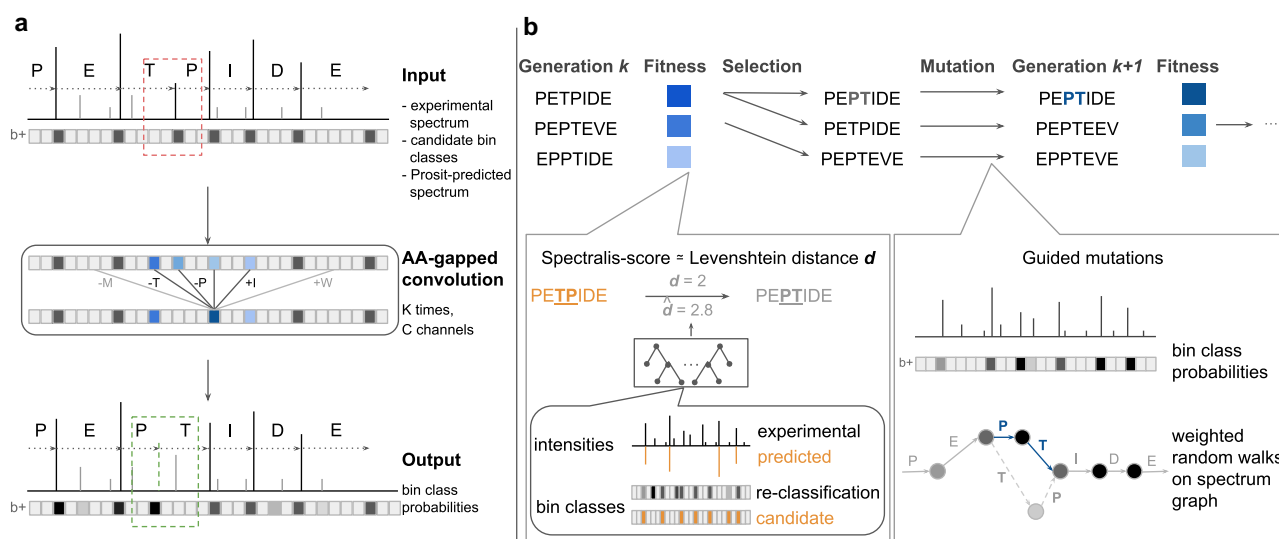 a
P E T P I D E
Input
- experimental
spectrum
- candidate bin
classes
- Prosit-predicted
spectrum
b+
AA-gapped
convolution
-M -T -P +I +W
K times,
C channels
P E P T I D E
Output
bin class
probabilities
b+
b
Generation k Fitness Selection Mutation Generation k+1 Fitness
PETPIDE PEPTIDE PEPTIDE
PEPTEVE PETPIDE PEPTEEV ...
EPPTIDE PEPTEVE EPPTEVE
Spectralis-score ≃ Levenshtein distance d
d = 2
PETPIDE PEPTIDE
d̂ = 2.8
...
intensities
experimental
predicted
bin classes
re-classification
candidate
Guided mutations
b+
bin class
probabilities
P E P T I D E
T P
weighted
random walks
on spectrum
graph